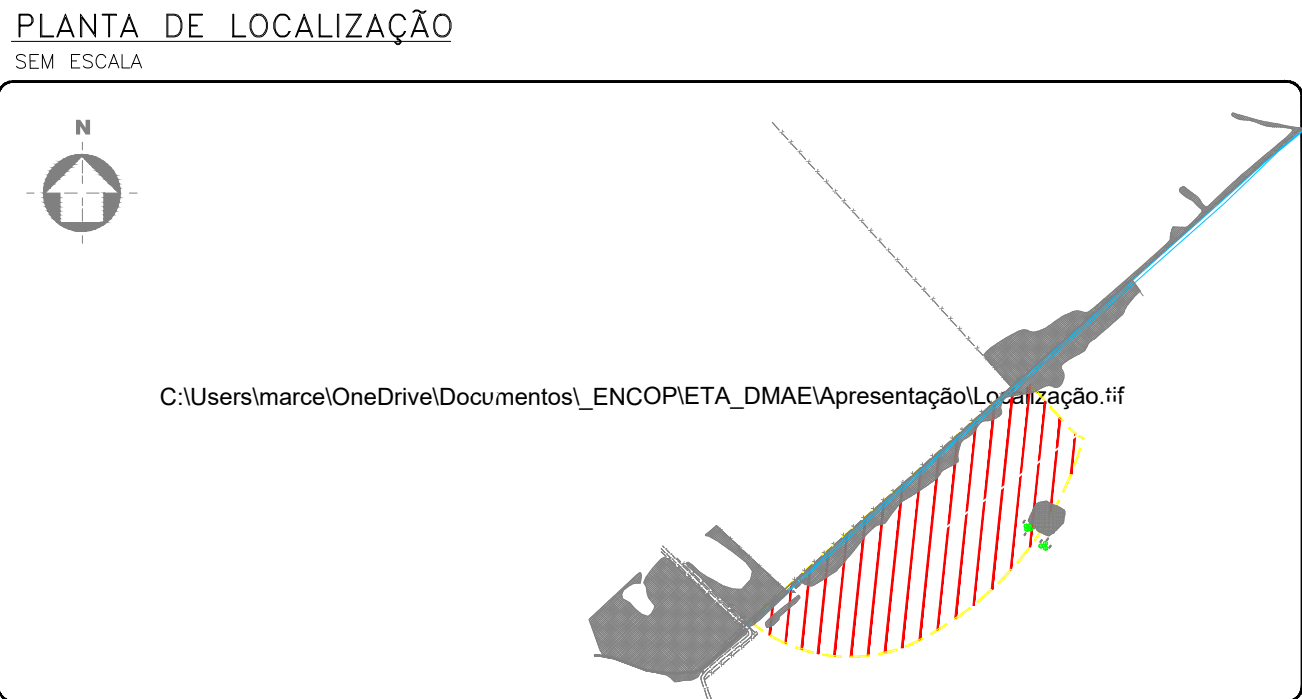 PLANTA DE LOCALIZAÇÃO
SEM ESCALA
N
C:\Users\marce\OneDrive\Documentos\_ENCOP\ETA_DMAE\Apresentação\Localização.tif